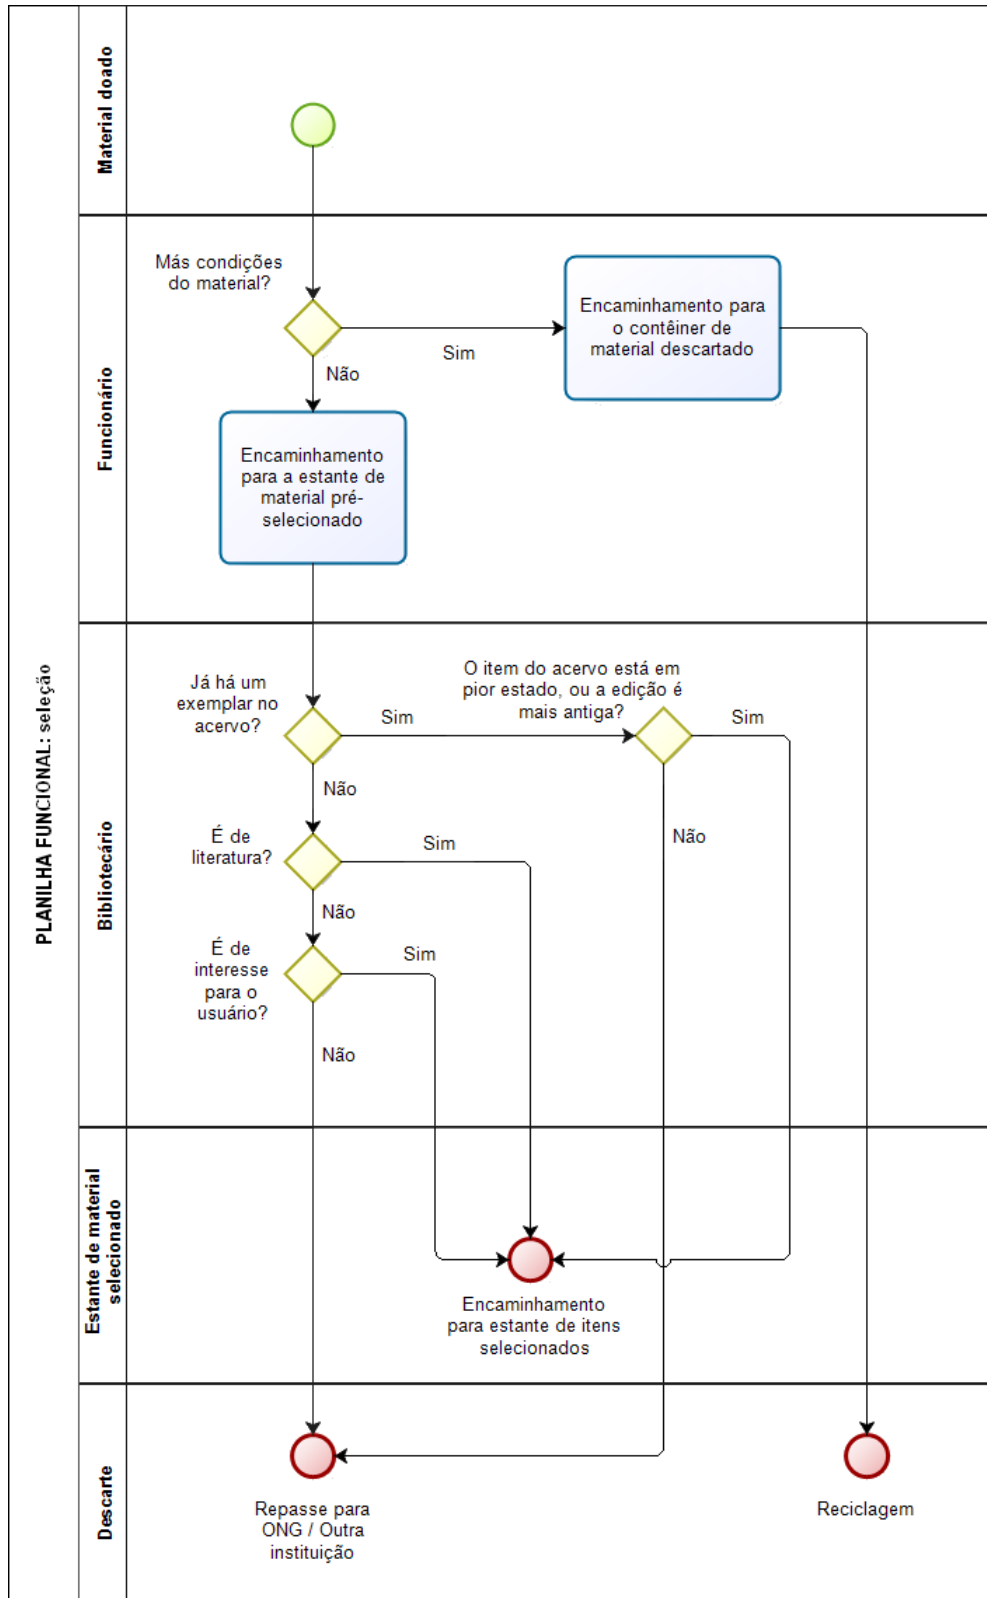 PLANILHA FUNCIONAL: seleção
Material doado
Funcionário
Más condições
do material?
Sim
Não
Encaminhamento para
o contêiner de
material descartado
Encaminhamento
para a estante de
material pré-
selecionado
Bibliotecário
Já há um
exemplar no
acervo?
Sim
O item do acervo está em
pior estado, ou a edição é
mais antiga?
Sim
Não
Não
É de
literatura?
Sim
Não
É de
interesse
para o
usuário?
Sim
Não
Estante de material
selecionado
Encaminhamento
para estante de itens
selecionados
Descarte
Repasse para
ONG / Outra
instituição
Reciclagem